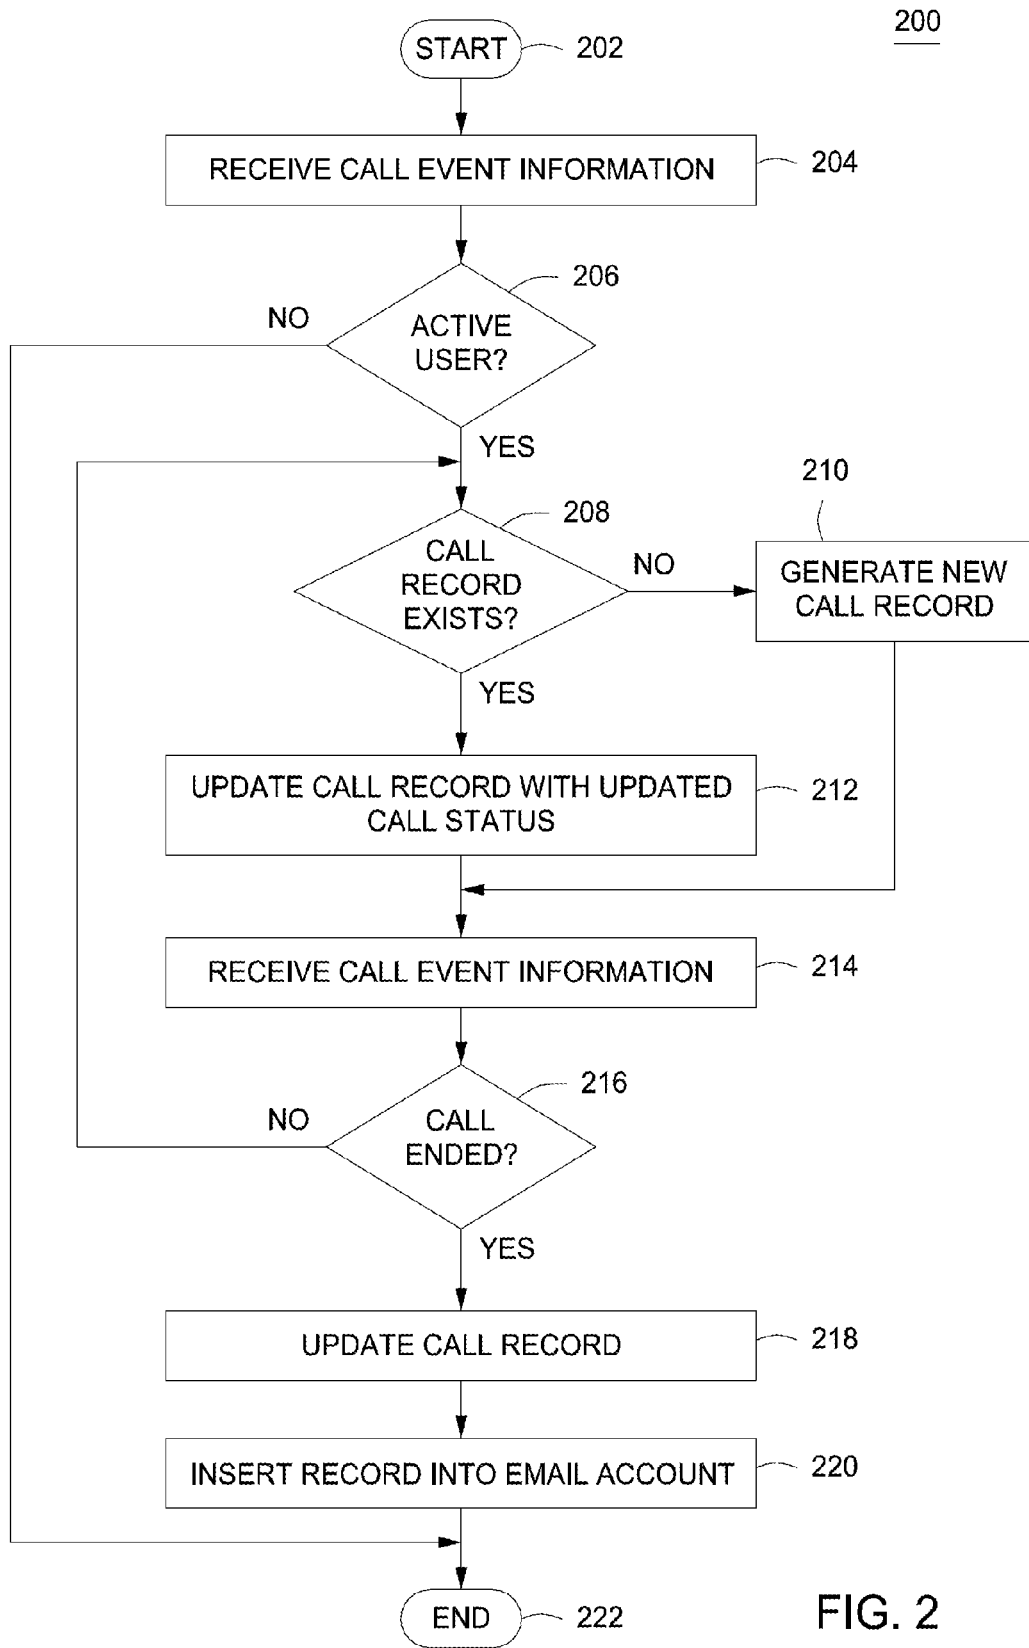 200
START
202
RECEIVE CALL EVENT INFORMATION
204
206
NO
ACTIVE
USER?
YES
210
208
CALL
RECORD
EXISTS?
NO
GENERATE NEW
CALL RECORD
YES
UPDATE CALL RECORD WITH UPDATED
CALL STATUS
212
RECEIVE CALL EVENT INFORMATION
214
216
NO
CALL
ENDED?
YES
UPDATE CALL RECORD
218
INSERT RECORD INTO EMAIL ACCOUNT
220
END
222
FIG. 2